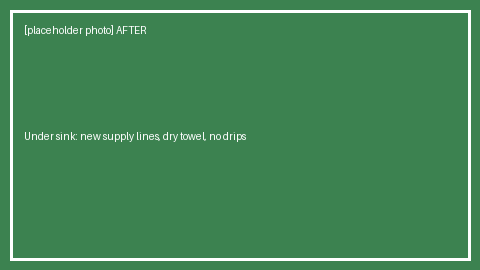 [placeholder photo] AFTER
Under sink: new supply lines, dry towel, no drips